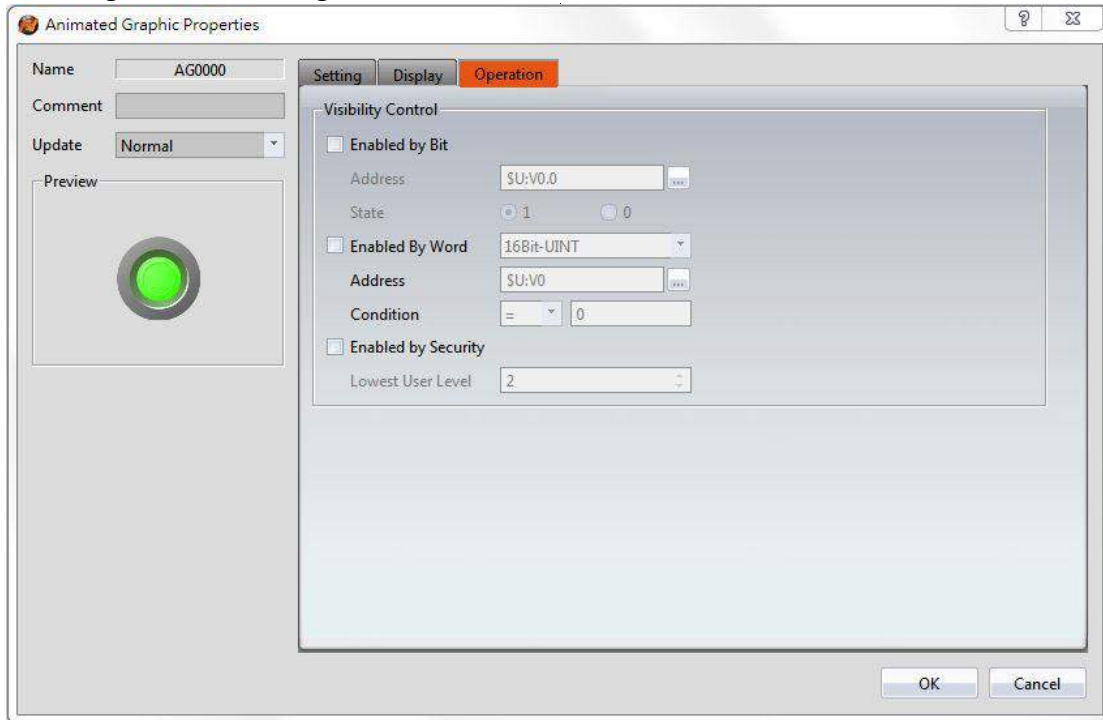 Animated Graphic Properties
Name AG0000
Comment
Update Normal
Preview
Setting Display Operation
Visibility Control
Enabled by Bit
Address $U:V0.0 ...
State 1 0
Enabled By Word 16Bit-UINT
Address $U:V0 ...
Condition = 0
Enabled by Security
Lowest User Level 2
OK Cancel